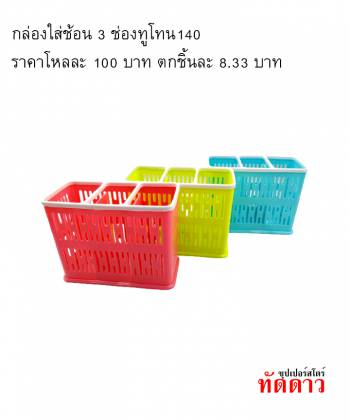 กล่องใส่ช้อน 3 ช่องทูโทน140
ราคาโหลละ 100 บาท ตกชิ้นละ 8.33 บาท
ซุปเปอร์สโตร์
ทัดดาว